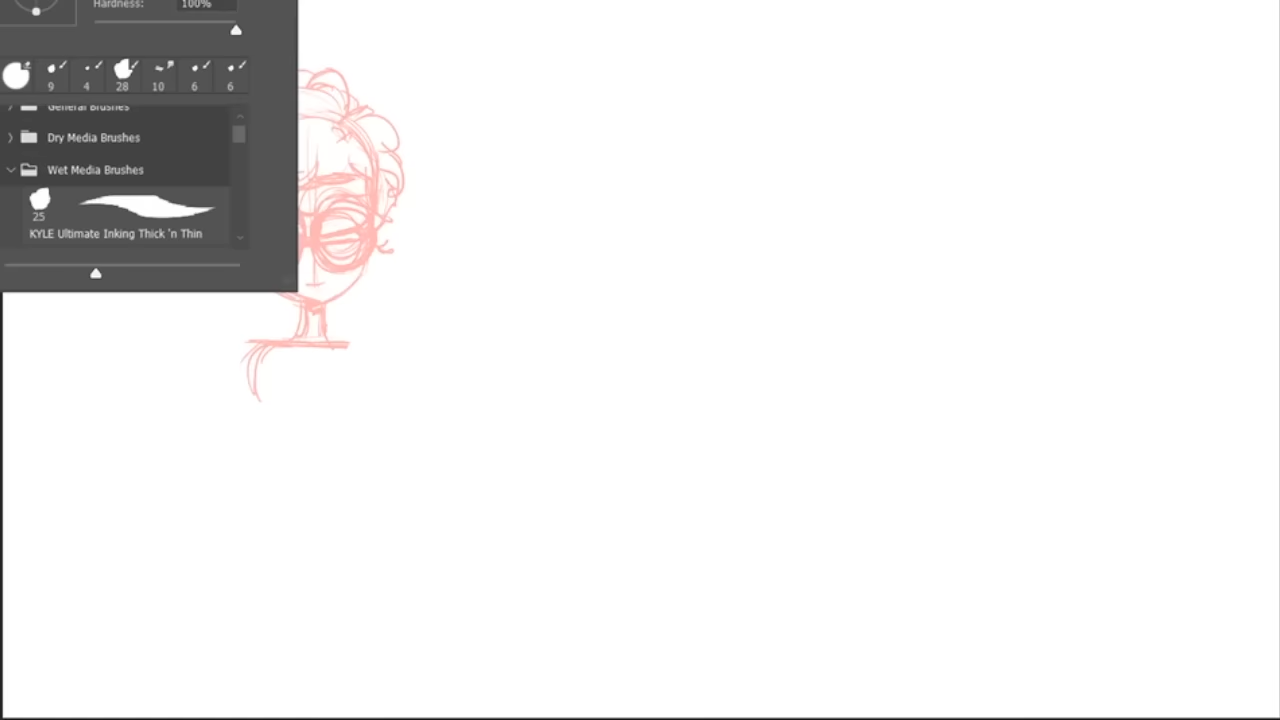 Hardness: 100%
9 4 28 10 6 6
General Brushes
Dry Media Brushes
Wet Media Brushes
25
KYLE Ultimate Inking Thick 'n Thin